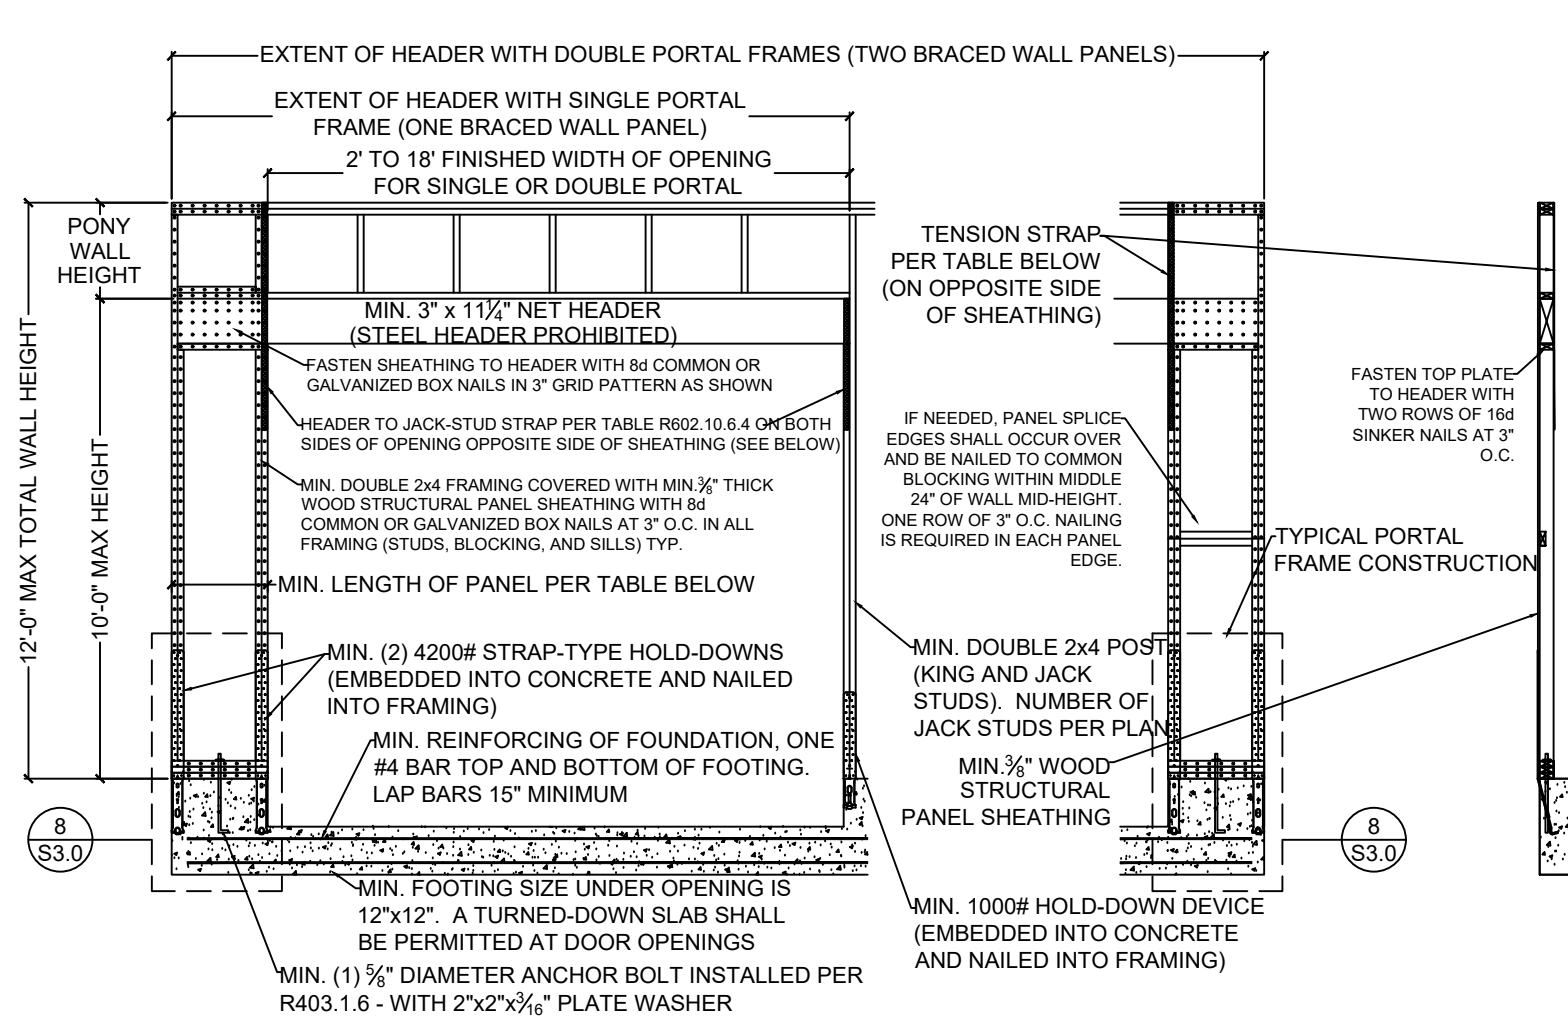 EXTENT OF HEADER WITH DOUBLE PORTAL FRAMES (TWO BRACED WALL PANELS)
EXTENT OF HEADER WITH SINGLE PORTAL
FRAME (ONE BRACED WALL PANEL)
2' TO 18' FINISHED WIDTH OF OPENING
FOR SINGLE OR DOUBLE PORTAL
PONY
WALL
HEIGHT
12'-0" MAX TOTAL WALL HEIGHT
10'-0" MAX HEIGHT
MIN. 3" x 11¼" NET HEADER
(STEEL HEADER PROHIBITED)
FASTEN SHEATHING TO HEADER WITH 8d COMMON OR
GALVANIZED BOX NAILS IN 3" GRID PATTERN AS SHOWN
HEADER TO JACK-STUD STRAP PER TABLE R602.10.6.4 ON BOTH
SIDES OF OPENING OPPOSITE SIDE OF SHEATHING (SEE BELOW)
MIN. DOUBLE 2x4 FRAMING COVERED WITH MIN.⅜" THICK
WOOD STRUCTURAL PANEL SHEATHING WITH 8d
COMMON OR GALVANIZED BOX NAILS AT 3" O.C. IN ALL
FRAMING (STUDS, BLOCKING, AND SILLS) TYP.
MIN. LENGTH OF PANEL PER TABLE BELOW
MIN. (2) 4200# STRAP-TYPE HOLD-DOWNS
(EMBEDDED INTO CONCRETE AND NAILED
INTO FRAMING)
MIN. REINFORCING OF FOUNDATION, ONE
#4 BAR TOP AND BOTTOM OF FOOTING.
LAP BARS 15" MINIMUM
8
S3.0
MIN. FOOTING SIZE UNDER OPENING IS
12"x12". A TURNED-DOWN SLAB SHALL
BE PERMITTED AT DOOR OPENINGS
MIN. (1) ⅝" DIAMETER ANCHOR BOLT INSTALLED PER
R403.1.6 - WITH 2"x2"x3⁄16" PLATE WASHER
TENSION STRAP
PER TABLE BELOW
(ON OPPOSITE SIDE
OF SHEATHING)
IF NEEDED, PANEL SPLICE
EDGES SHALL OCCUR OVER
AND BE NAILED TO COMMON
BLOCKING WITHIN MIDDLE
24" OF WALL MID-HEIGHT.
ONE ROW OF 3" O.C. NAILING
IS REQUIRED IN EACH PANEL
EDGE.
MIN. DOUBLE 2x4 POST
(KING AND JACK
STUDS). NUMBER OF
JACK STUDS PER PLAN
MIN.⅜" WOOD
STRUCTURAL
PANEL SHEATHING
MIN. 1000# HOLD-DOWN DEVICE
(EMBEDDED INTO CONCRETE
AND NAILED INTO FRAMING)
FASTEN TOP PLATE
TO HEADER WITH
TWO ROWS OF 16d
SINKER NAILS AT 3"
O.C.
TYPICAL PORTAL
FRAME CONSTRUCTION
8
S3.0